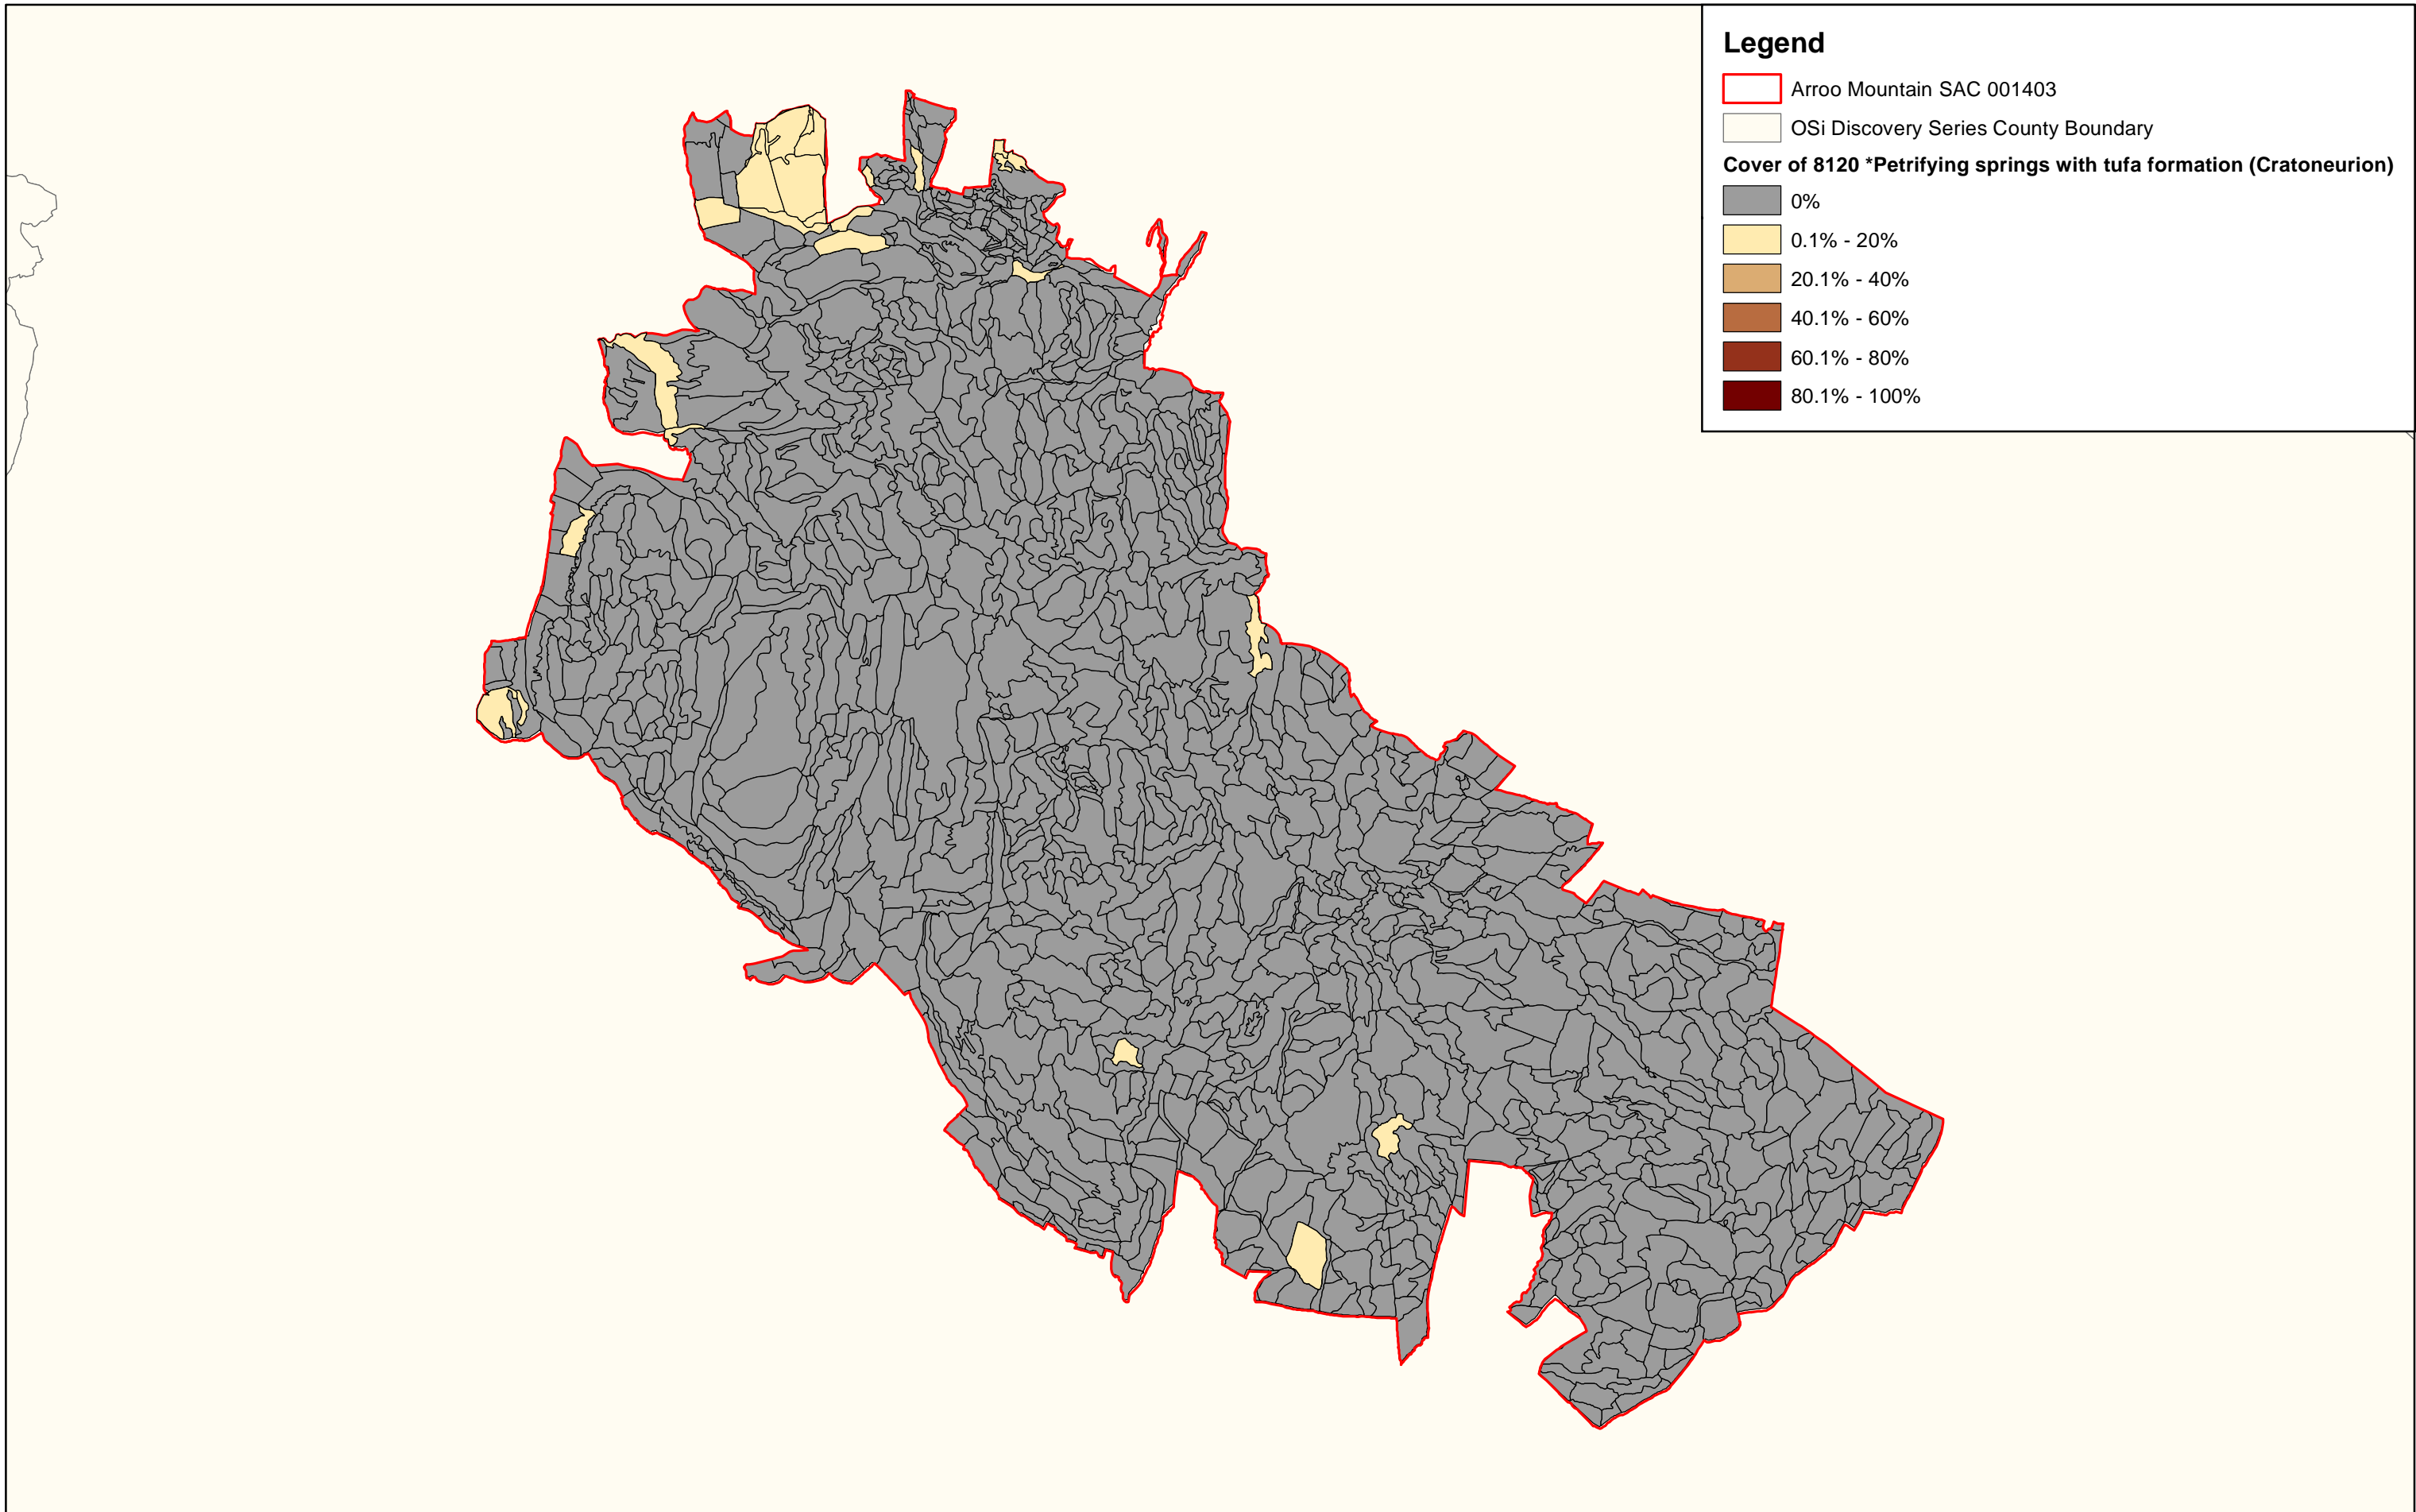 Legend
Arroo Mountain SAC 001403
OSi Discovery Series County Boundary
Cover of 8120 *Petrifying springs with tufa formation (Cratoneurion)
0%
0.1% - 20%
20.1% - 40%
40.1% - 60%
60.1% - 80%
80.1% - 100%